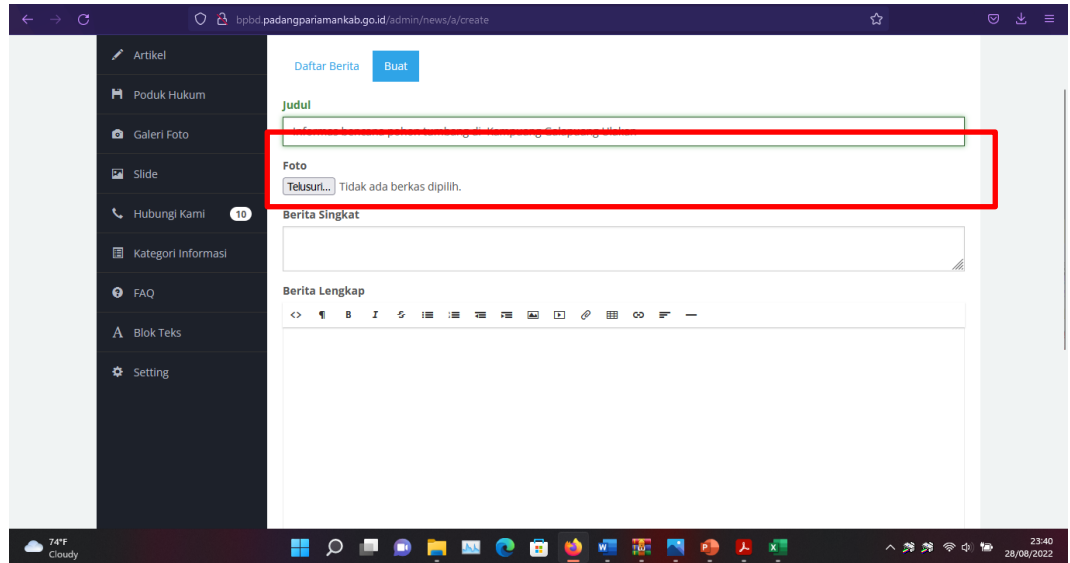 bpbd.padangpariamankab.go.id/admin/news/a/create
Artikel
Poduk Hukum
Galeri Foto
Slide
Hubungi Kami 10
Kategori Informasi
FAQ
A Blok Teks
Setting
Daftar Berita Buat
Judul
Informas bencana pohon tumbang di Kampuang Galapuang Ulakan
Foto
Telusuri... Tidak ada berkas dipilih.
Berita Singkat
Berita Lengkap
74°F
Cloudy
23:40
28/08/2022